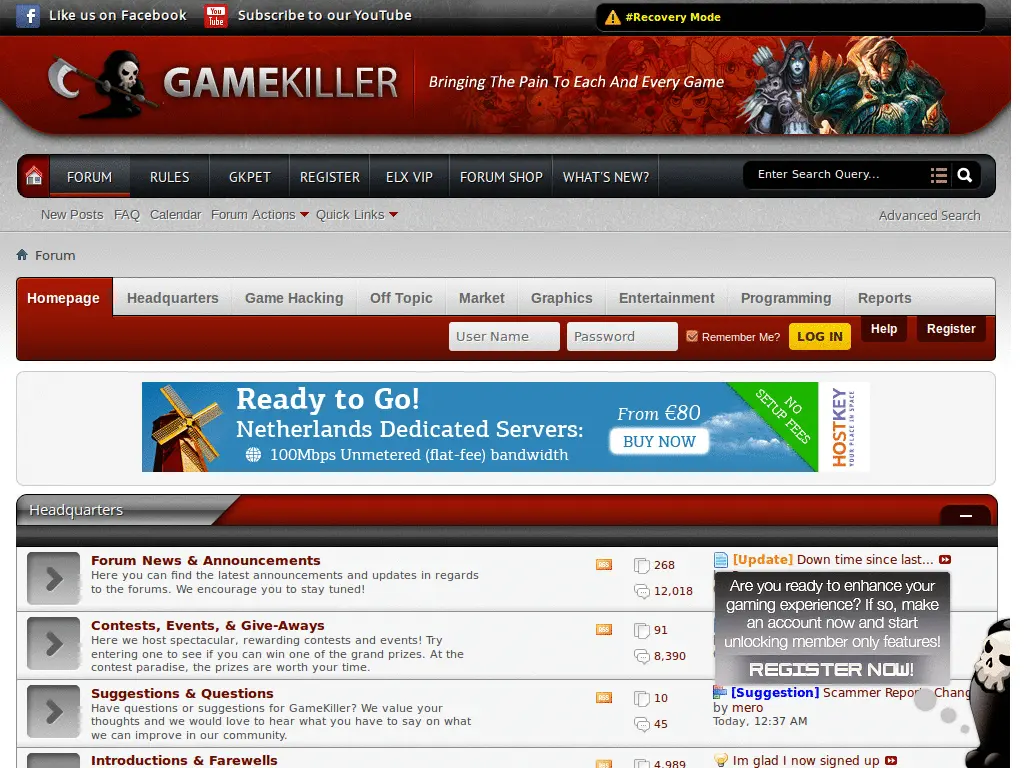 Like us on Facebook
You Tube
Subscribe to our YouTube
#Recovery Mode
GAMEKILLER
Bringing The Pain To Each And Every Game
FORUM
RULES
GKPET
REGISTER
ELX VIP
FORUM SHOP
WHAT'S NEW?
Enter Search Query...
New Posts
FAQ
Calendar
Forum Actions
Quick Links
Advanced Search
Forum
Homepage
Headquarters
Game Hacking
Off Topic
Market
Graphics
Entertainment
Programming
Reports
User Name
Password
Remember Me?
LOG IN
Help
Register
Ready to Go!
Netherlands Dedicated Servers:
100Mbps Unmetered (flat-fee) bandwidth
From €80
BUY NOW
NO
SETUP FEES
HOSTKEY
YOUR PLACE IN SPACE
Headquarters
Forum News & Announcements
Here you can find the latest announcements and updates in regards
to the forums. We encourage you to stay tuned!
RSS
268
12,018
[Update] Down time since last...
Are you ready to enhance your
gaming experience? If so, make
an account now and start
unlocking member only features!
REGISTER NOW!
Contests, Events, & Give-Aways
Here we host spectacular, rewarding contests and events! Try
entering one to see if you can win one of the grand prizes. At the
contest paradise, the prizes are worth your time.
RSS
91
8,390
Suggestions & Questions
Have questions or suggestions for GameKiller? We value your
thoughts and we would love to hear what you have to say on what
we can improve in our community.
RSS
10
45
[Suggestion] Scammer Report Chang
by mero
Today, 12:37 AM
Introductions & Farewells
RSS
4,989
Im glad I now signed up